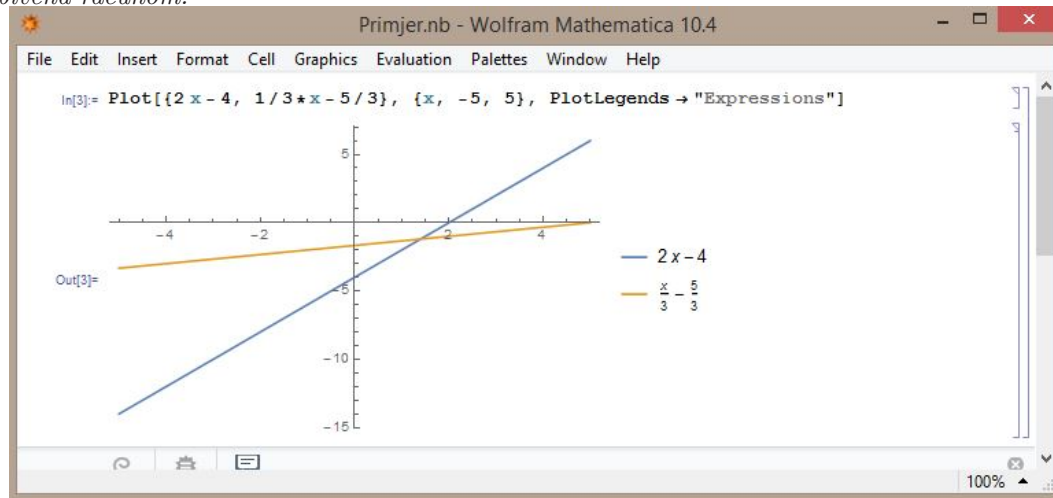 računom.
Primjer.nb - Wolfram Mathematica 10.4
File Edit Insert Format Cell Graphics Evaluation Palettes Window Help
In[3]:= Plot[{2 x - 4, 1/3*x - 5/3}, {x, -5, 5}, PlotLegends → "Expressions"]
5
-4 -2 2 4
-5
-10
-15
Out[3]=
2 x - 4
x/3 - 5/3
100%